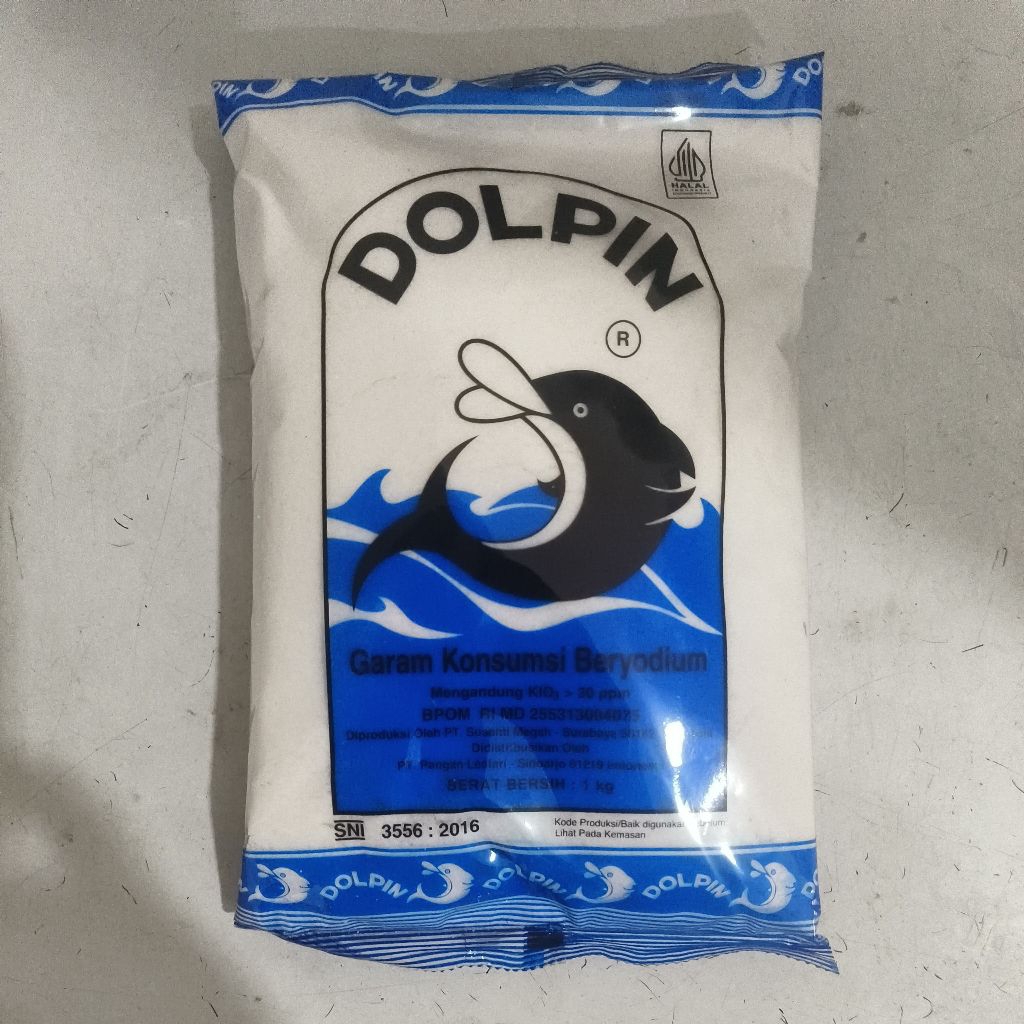 DOLPIN
HALAL
INDONESIA
DOLPIN
R
Garam Konsumsi Beryodium
Mengandung KIO₃ > 30 ppm
BPOM RI MD
Diproduksi Oleh PT. Susanti Megah - Surabaya
Didistribusikan Oleh
PT. Pangan Lestari - Sidoarjo 61219
BERAT BERSIH : 1 kg
SNI 3556 : 2016
Kode Produksi/Baik digunakan
Lihat Pada Kemasan
DOLPIN DOLPIN DOLPIN